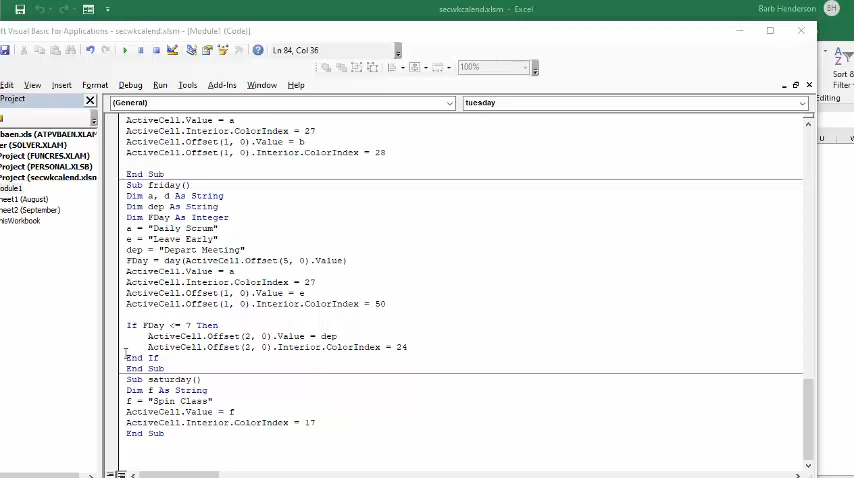 secwkcalend.xlsm - Excel
Barb Henderson
BH
ft Visual Basic for Applications - secwkcalend.xlsm - [Module1 (Code)]
Ln 84, Col 36
100%
Edit View Insert Format Debug Run Tools Add-Ins Window Help
Project
(General)
tuesday
Sort &
Editing
U
W
baen.xls (ATPVBAEN.XLAM
er (SOLVER.XLAM)
Project (FUNCRES.XLAM)
Project (PERSONAL.XLSB)
Project (secwkcalend.xlsm
odule1
heet1 (August)
heet2 (September)
hisWorkbook
ActiveCell.Value = a
ActiveCell.Interior.ColorIndex = 27
ActiveCell.Offset(1, 0).Value = b
ActiveCell.Offset(1, 0).Interior.ColorIndex = 28
End Sub
Sub friday()
Dim a, d As String
Dim dep As String
Dim FDay As Integer
a = "Daily Scrum"
e = "Leave Early"
dep = "Depart Meeting"
FDay = day(ActiveCell.Offset(5, 0).Value)
ActiveCell.Value = a
ActiveCell.Interior.ColorIndex = 27
ActiveCell.Offset(1, 0).Value = e
ActiveCell.Offset(1, 0).Interior.ColorIndex = 50
If FDay <= 7 Then
ActiveCell.Offset(2, 0).Value = dep
ActiveCell.Offset(2, 0).Interior.ColorIndex = 24
End If
End Sub
Sub saturday()
Dim f As String
f = "Spin Class"
ActiveCell.Value = f
ActiveCell.Interior.ColorIndex = 17
End Sub